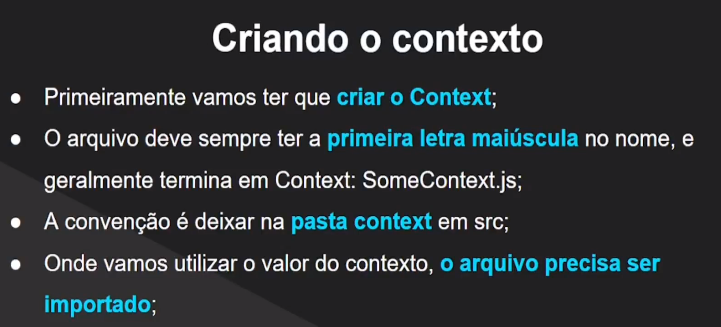 Criando o contexto
● Primeiramente vamos ter que criar o Context;
● O arquivo deve sempre ter a primeira letra maiúscula no nome, e
geralmente termina em Context: SomeContext.js;
● A convenção é deixar na pasta context em src;
● Onde vamos utilizar o valor do contexto, o arquivo precisa ser
importado;